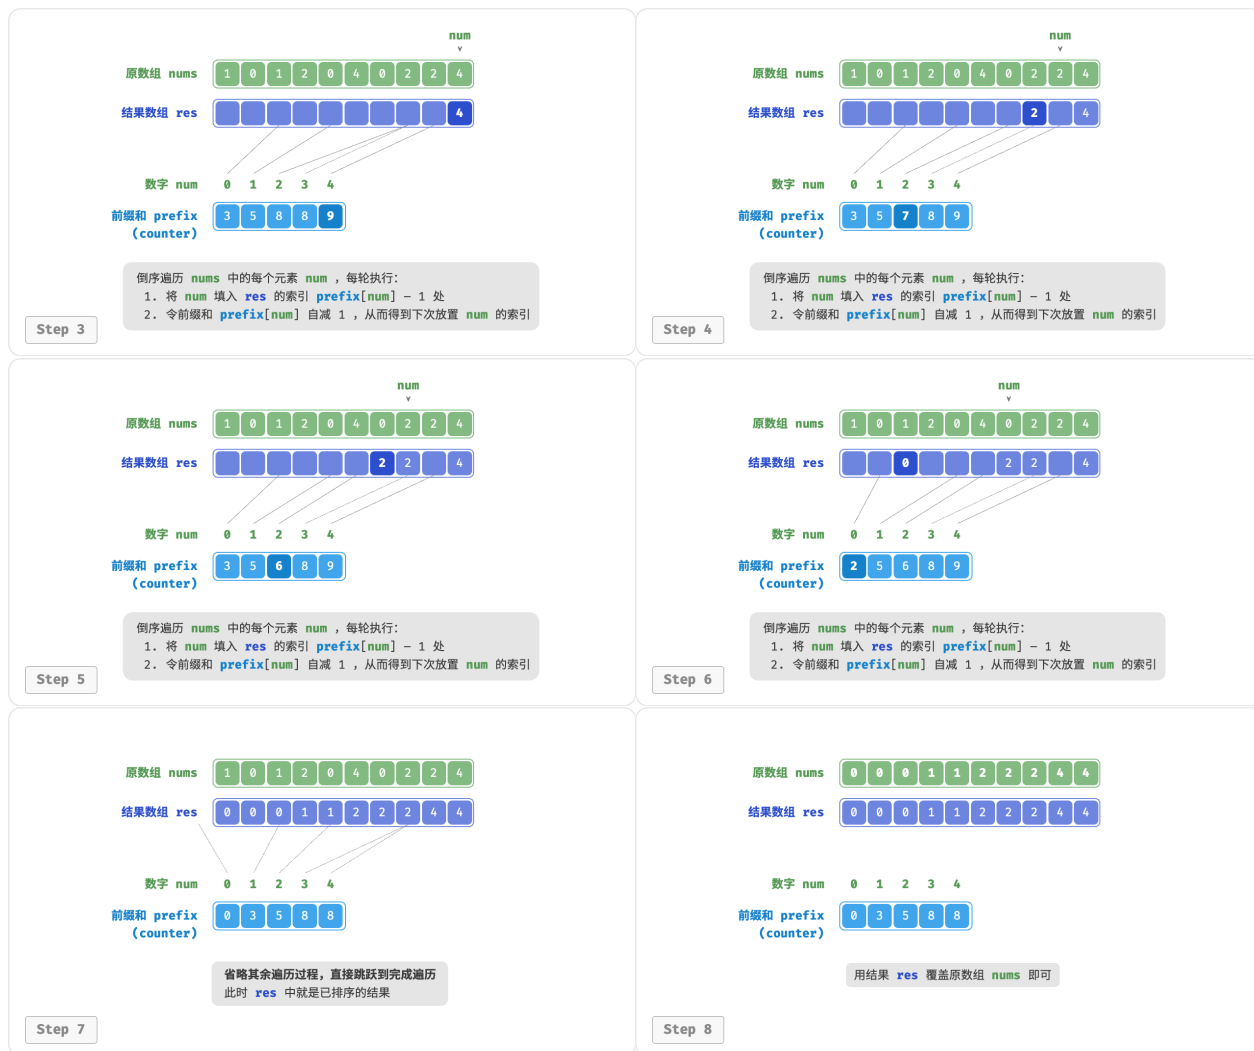 num
原数组 nums 1 0 1 2 0 4 0 2 2 4
结果数组 res 4
数字 num 0 1 2 3 4
前缀和 prefix 3 5 8 8 9
(counter)
倒序遍历 nums 中的每个元素 num ，每轮执行：
1. 将 num 填入 res 的索引 prefix[num] - 1 处
2. 令前缀和 prefix[num] 自减 1 ，从而得到下次放置 num 的索引
Step 3
num
原数组 nums 1 0 1 2 0 4 0 2 2 4
结果数组 res 2 4
数字 num 0 1 2 3 4
前缀和 prefix 3 5 7 8 9
(counter)
倒序遍历 nums 中的每个元素 num ，每轮执行：
1. 将 num 填入 res 的索引 prefix[num] - 1 处
2. 令前缀和 prefix[num] 自减 1 ，从而得到下次放置 num 的索引
Step 4
num
原数组 nums 1 0 1 2 0 4 0 2 2 4
结果数组 res 2 2 4
数字 num 0 1 2 3 4
前缀和 prefix 3 5 6 8 9
(counter)
倒序遍历 nums 中的每个元素 num ，每轮执行：
1. 将 num 填入 res 的索引 prefix[num] - 1 处
2. 令前缀和 prefix[num] 自减 1 ，从而得到下次放置 num 的索引
Step 5
num
原数组 nums 1 0 1 2 0 4 0 2 2 4
结果数组 res 0 2 2 4
数字 num 0 1 2 3 4
前缀和 prefix 2 5 6 8 9
(counter)
倒序遍历 nums 中的每个元素 num ，每轮执行：
1. 将 num 填入 res 的索引 prefix[num] - 1 处
2. 令前缀和 prefix[num] 自减 1 ，从而得到下次放置 num 的索引
Step 6
原数组 nums 1 0 1 2 0 4 0 2 2 4
结果数组 res 0 0 0 1 1 2 2 2 4 4
数字 num 0 1 2 3 4
前缀和 prefix 0 3 5 8 8
(counter)
省略其余遍历过程，直接跳跃到完成遍历
此时 res 中就是已排序的结果
Step 7
原数组 nums 0 0 0 1 1 2 2 2 4 4
结果数组 res 0 0 0 1 1 2 2 2 4 4
数字 num 0 1 2 3 4
前缀和 prefix 0 3 5 8 8
(counter)
用结果 res 覆盖原数组 nums 即可
Step 8